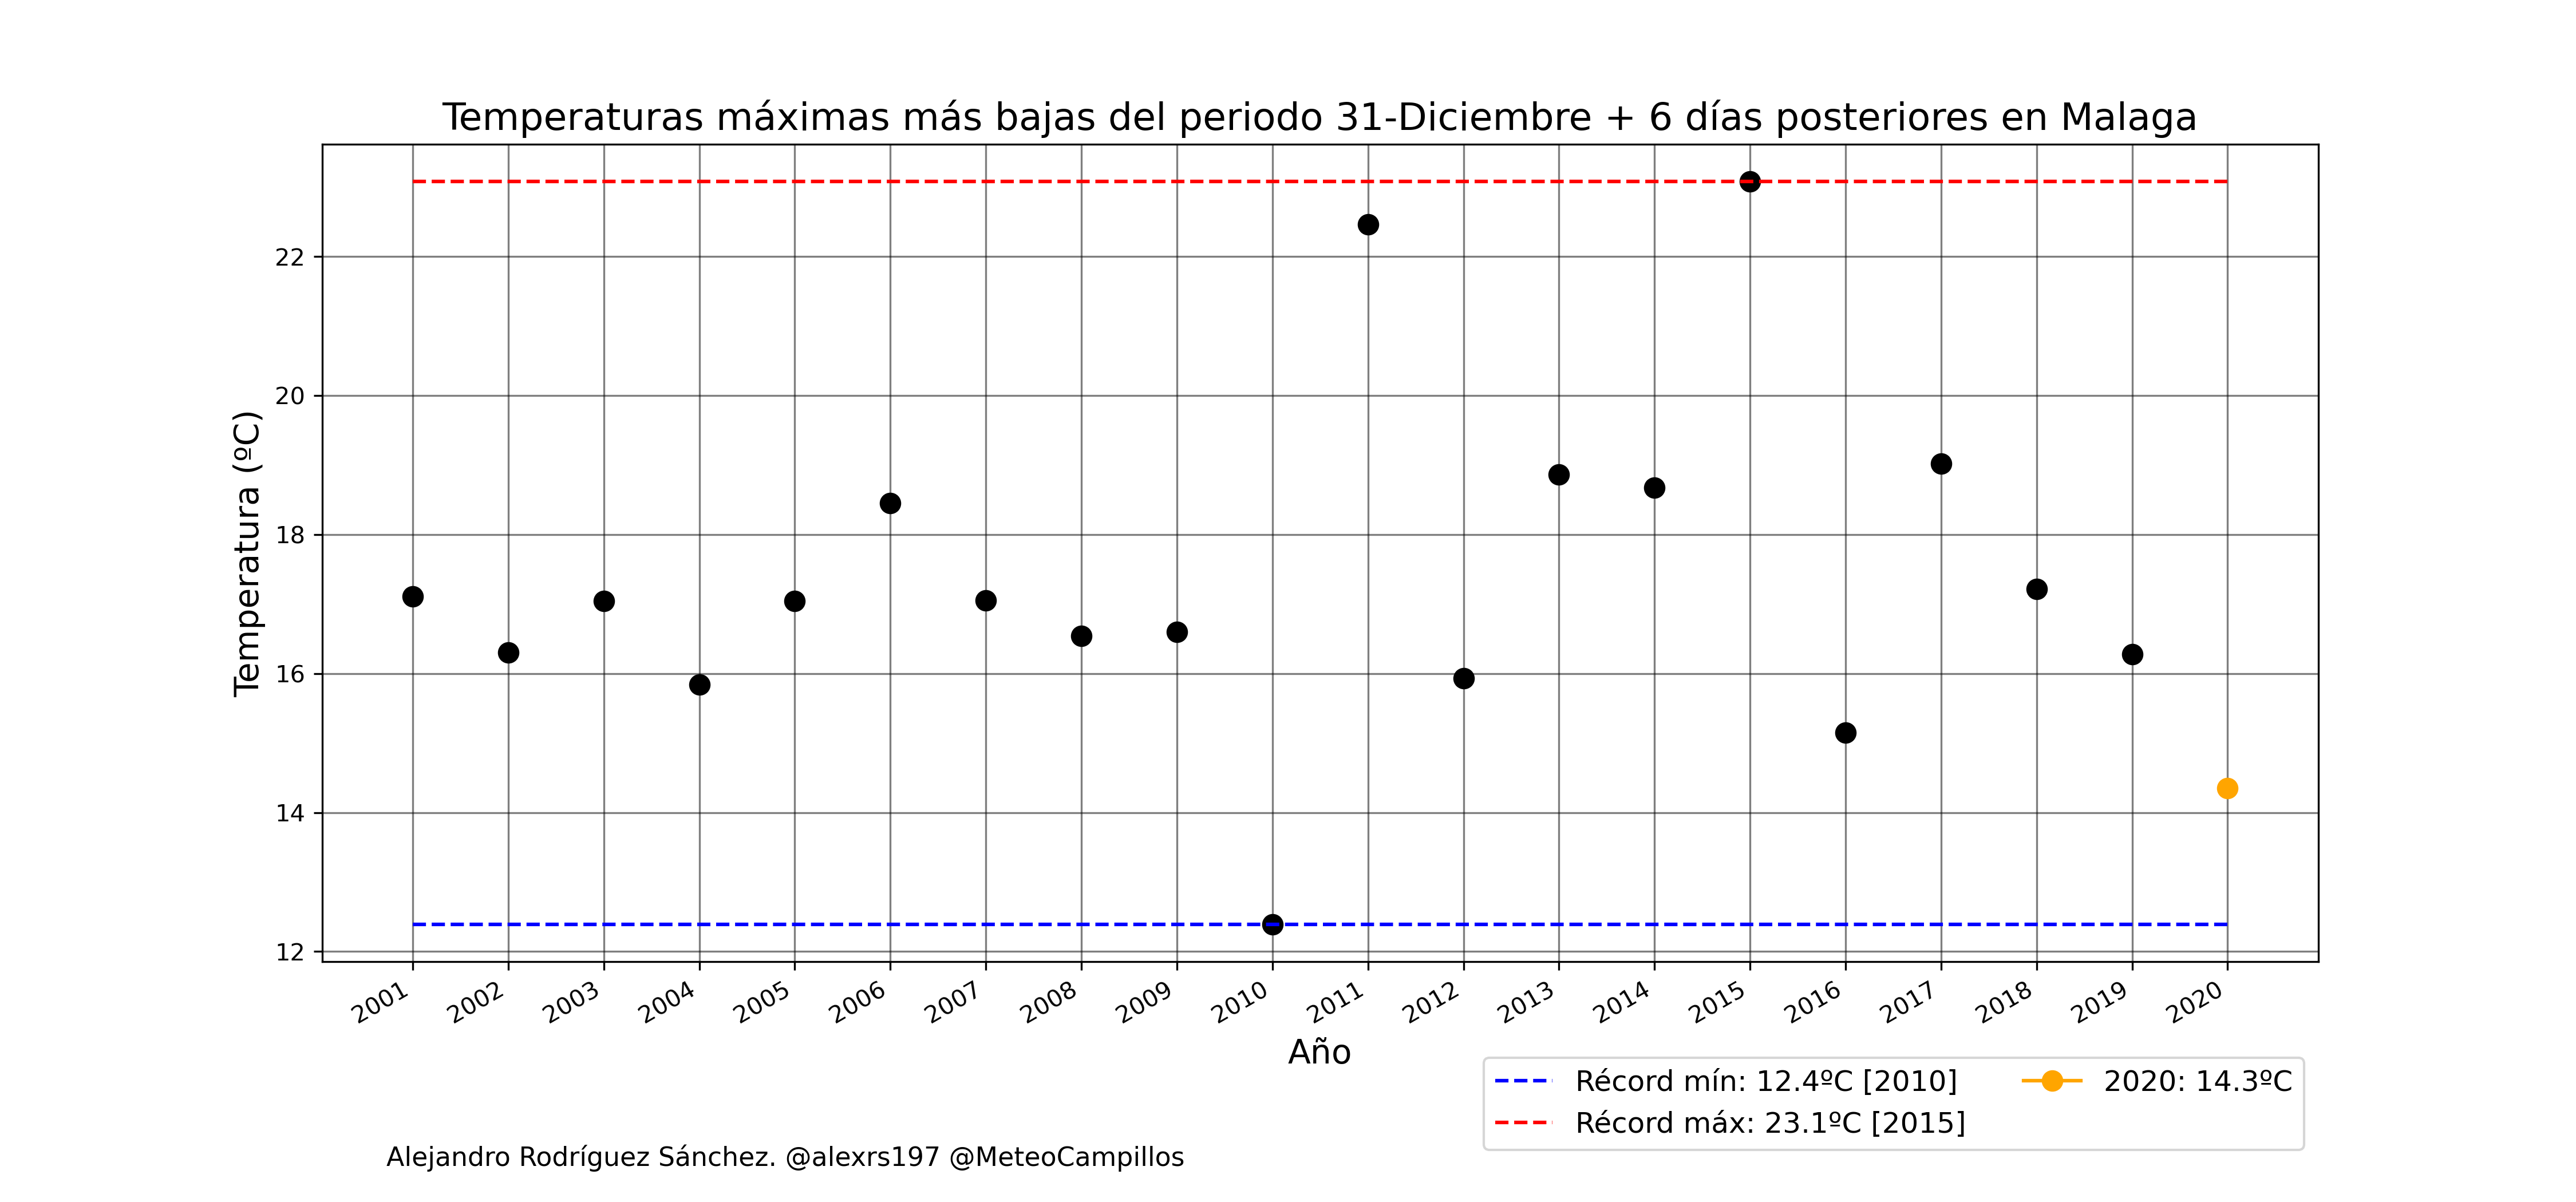 Temperaturas máximas más bajas del periodo 31-Diciembre + 6 días posteriores en Malaga
Temperatura (ºC)
22
20
18
16
14
12
2001 2002 2003 2004 2005 2006 2007 2008 2009 2010 2011 2012 2013 2014 2015 2016 2017 2018 2019 2020
Año
Récord mín: 12.4ºC [2010]
Récord máx: 23.1ºC [2015]
2020: 14.3ºC
Alejandro Rodríguez Sánchez. @alexrs197 @MeteoCampillos